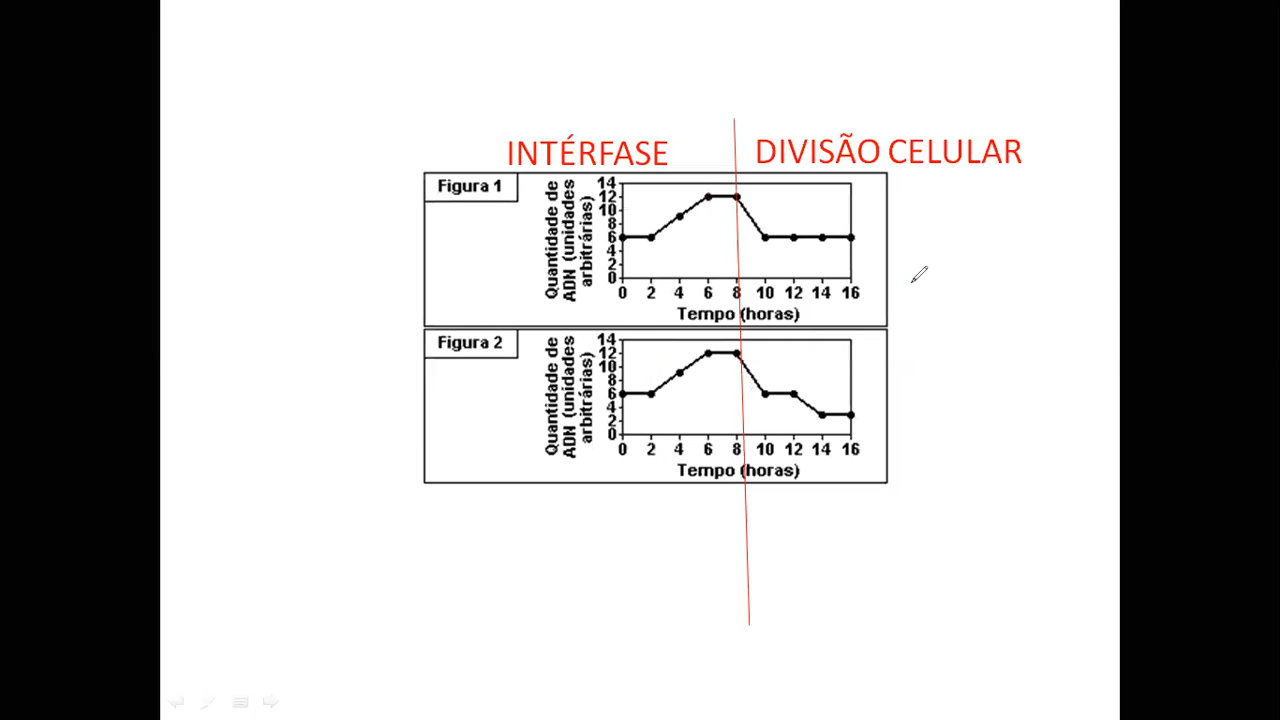 INTÉRFASE
DIVISÃO CELULAR
Figura 1
Quantidade de
ADN (unidades
arbitrárias)
14
12
10
8
6
4
2
0
0 2 4 6 8 10 12 14 16
Tempo (horas)
Figura 2
Quantidade de
ADN (unidades
arbitrárias)
14
12
10
8
6
4
2
0
0 2 4 6 8 10 12 14 16
Tempo (horas)